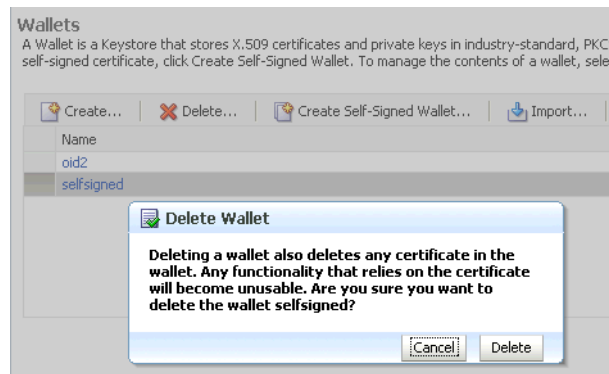 Wallets
A Wallet is a Keystore that stores X.509 certificates and private keys in industry-standard, PKC
self-signed certificate, click Create Self-Signed Wallet. To manage the contents of a wallet, sele
Create... Delete... Create Self-Signed Wallet... Import...
Name
oid2
selfsigned
Delete Wallet
Deleting a wallet also deletes any certificate in the
wallet. Any functionality that relies on the certificate
will become unusable. Are you sure you want to
delete the wallet selfsigned?
Cancel Delete